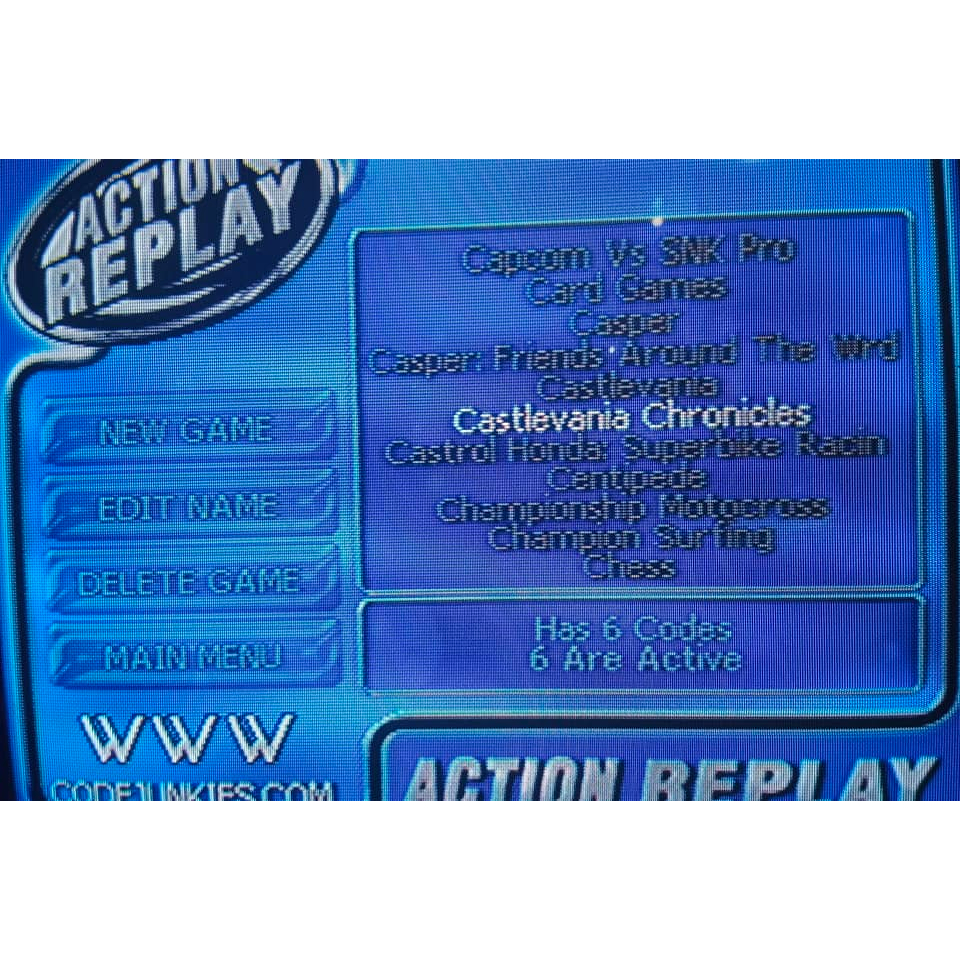 ACTION
REPLAY
Capcom Vs SNK Pro
Card Games
Casper
Casper: Friends Around The Wrd
Castlevania
Castlevania Chronicles
Castrol Honda: Superbike Racin
Centipede
Championship Motocross
Champion Surfing
Chess
NEW GAME
EDIT NAME
DELETE GAME
MAIN MENU
Has 6 Codes
6 Are Active
WWW
CODEJUNKIES.COM
ACTION REPLAY